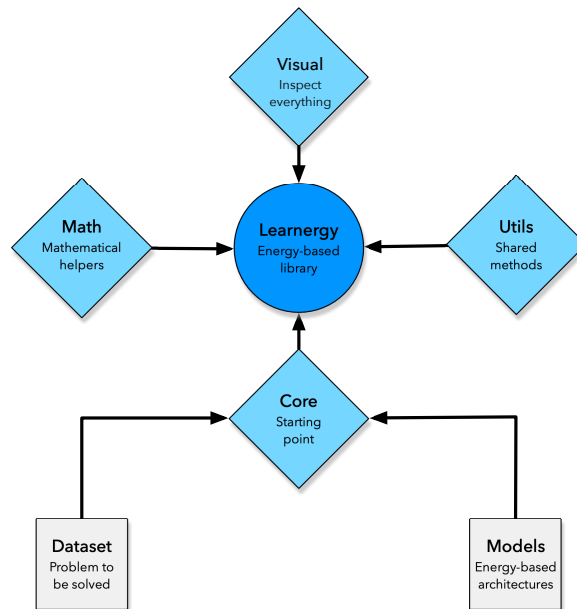 Visual
Inspect
everything
Math
Mathematical
helpers
Learnergy
Energy-based
library
Utils
Shared
methods
Core
Starting
point
Dataset
Problem to
be solved
Models
Energy-based
architectures